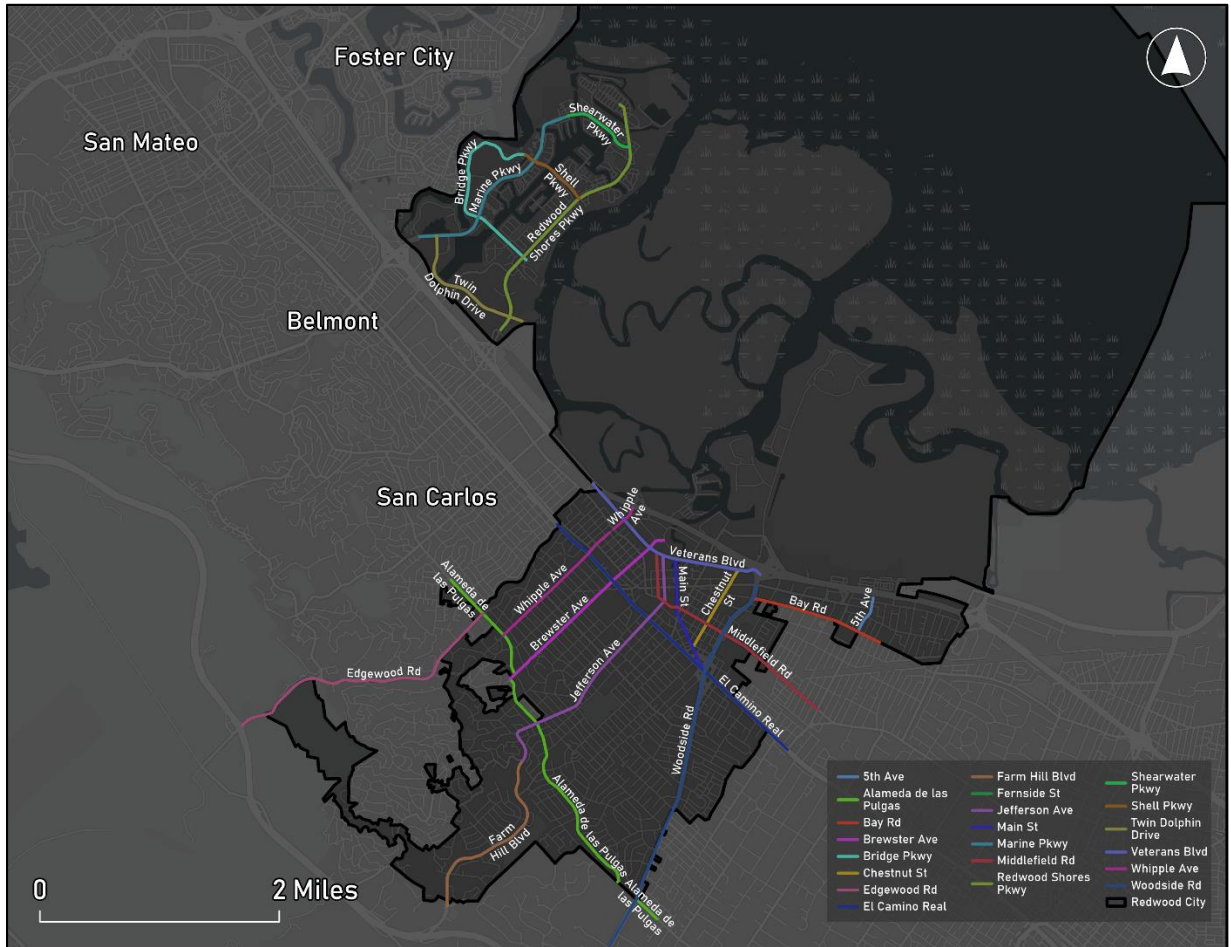 Foster City
San Mateo
Shearwater
Pkwy
Bridge Pkwy
Marine Pkwy
Shell
Pkwy
Redwood
Shores Pkwy
Twin
Dolphin Drive
Belmont
San Carlos
Whipple
Ave
Veterans Blvd
Alameda de
las Pulgas
Whipple Ave
Main St
Chestnut
St
Bay Rd
5th Ave
Brewster Ave
Middlefield Rd
Jefferson Ave
Edgewood Rd
El Camino Real
Woodside Rd
Farm
Hill Blvd
Alameda de las Pulgas
Alameda de
las Pulgas
0
2 Miles
5th Ave
Alameda de las
Pulgas
Bay Rd
Brewster Ave
Bridge Pkwy
Chestnut St
Edgewood Rd
El Camino Real
Farm Hill Blvd
Fernside St
Jefferson Ave
Main St
Marine Pkwy
Middlefield Rd
Redwood Shores
Pkwy
Shearwater
Pkwy
Shell Pkwy
Twin Dolphin
Drive
Veterans Blvd
Whipple Ave
Woodside Rd
Redwood City